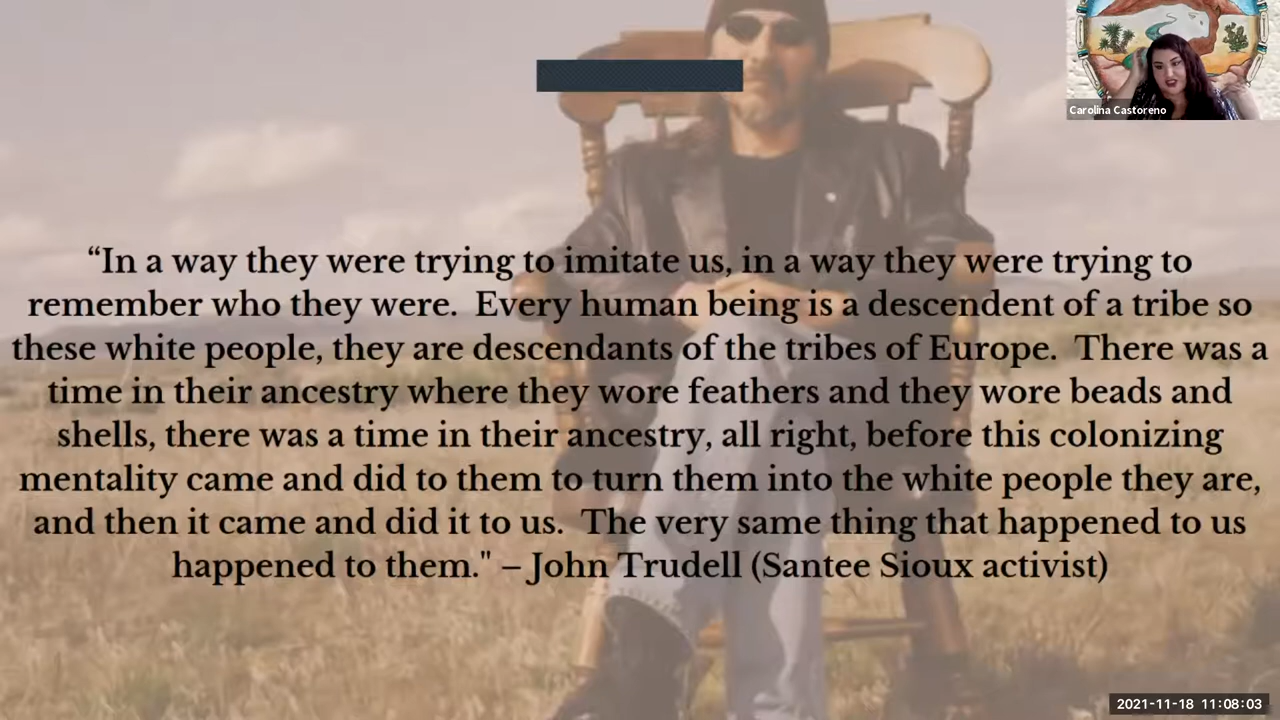 Carolina Castoreno
“In a way they were trying to imitate us, in a way they were trying to
remember who they were.  Every human being is a descendent of a tribe so
these white people, they are descendants of the tribes of Europe.  There was a
time in their ancestry where they wore feathers and they wore beads and
shells, there was a time in their ancestry, all right, before this colonizing
mentality came and did to them to turn them into the white people they are,
and then it came and did it to us.  The very same thing that happened to us
happened to them." – John Trudell (Santee Sioux activist)
2021-11-18 11:08:03